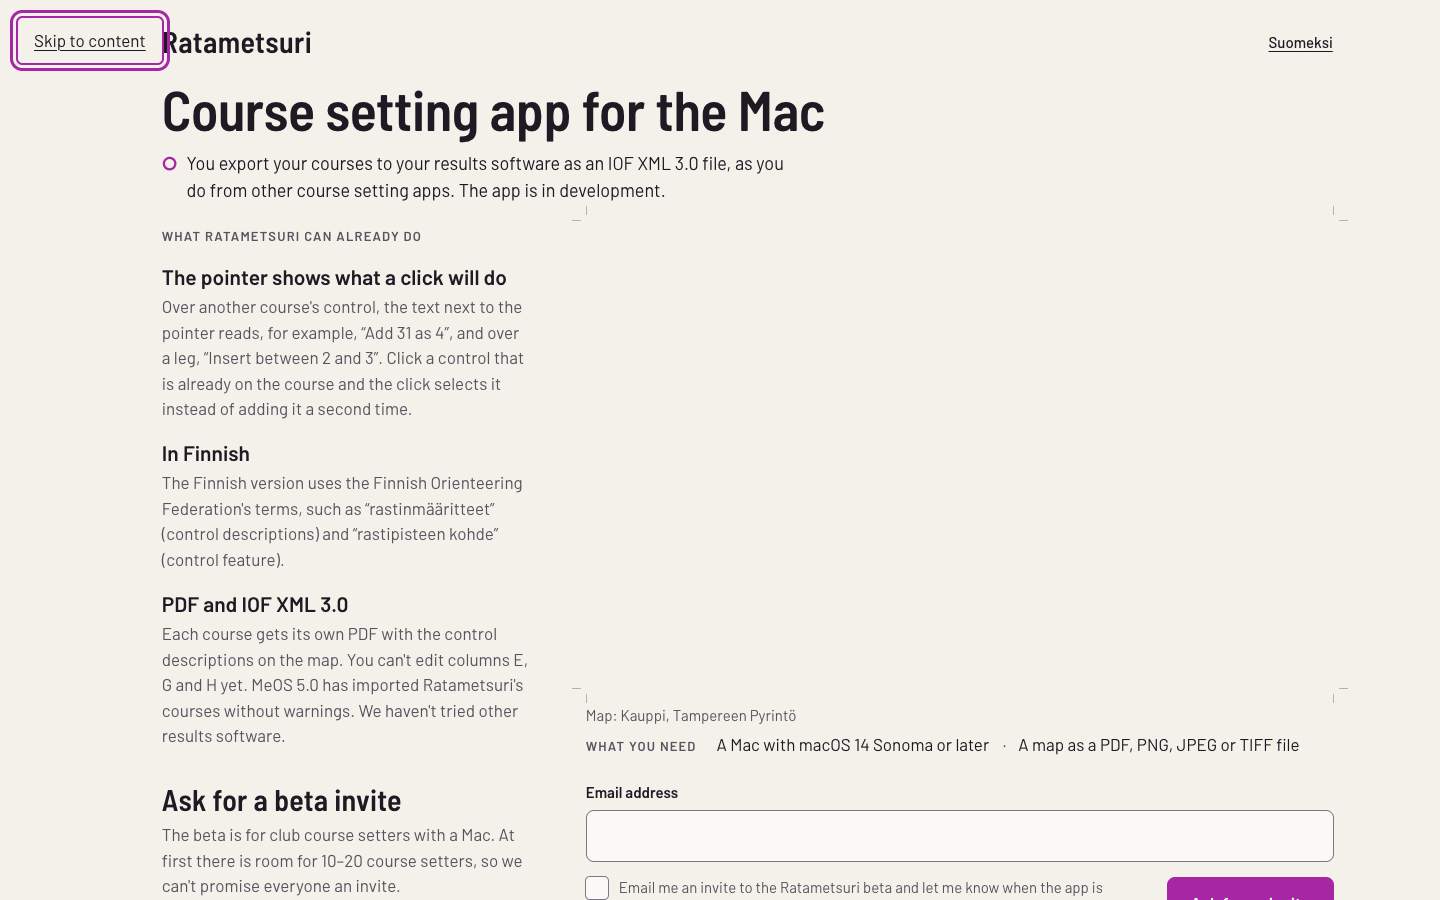 Skip to content
Ratametsuri
Suomeksi
Course setting app for the Mac
You export your courses to your results software as an IOF XML 3.0 file, as you
do from other course setting apps. The app is in development.
WHAT RATAMETSURI CAN ALREADY DO
The pointer shows what a click will do
Over another course's control, the text next to the
pointer reads, for example, “Add 31 as 4”, and over
a leg, “Insert between 2 and 3”. Click a control that
is already on the course and the click selects it
instead of adding it a second time.
In Finnish
The Finnish version uses the Finnish Orienteering
Federation's terms, such as “rastinmääritteet”
(control descriptions) and “rastipisteen kohde”
(control feature).
PDF and IOF XML 3.0
Each course gets its own PDF with the control
descriptions on the map. You can't edit columns E,
G and H yet. MeOS 5.0 has imported Ratametsuri's
courses without warnings. We haven't tried other
results software.
Map: Kauppi, Tampereen Pyrintö
WHAT YOU NEED A Mac with macOS 14 Sonoma or later · A map as a PDF, PNG, JPEG or TIFF file
Ask for a beta invite
The beta is for club course setters with a Mac. At
first there is room for 10–20 course setters, so we
can't promise everyone an invite.
Email address
Email me an invite to the Ratametsuri beta and let me know when the app is